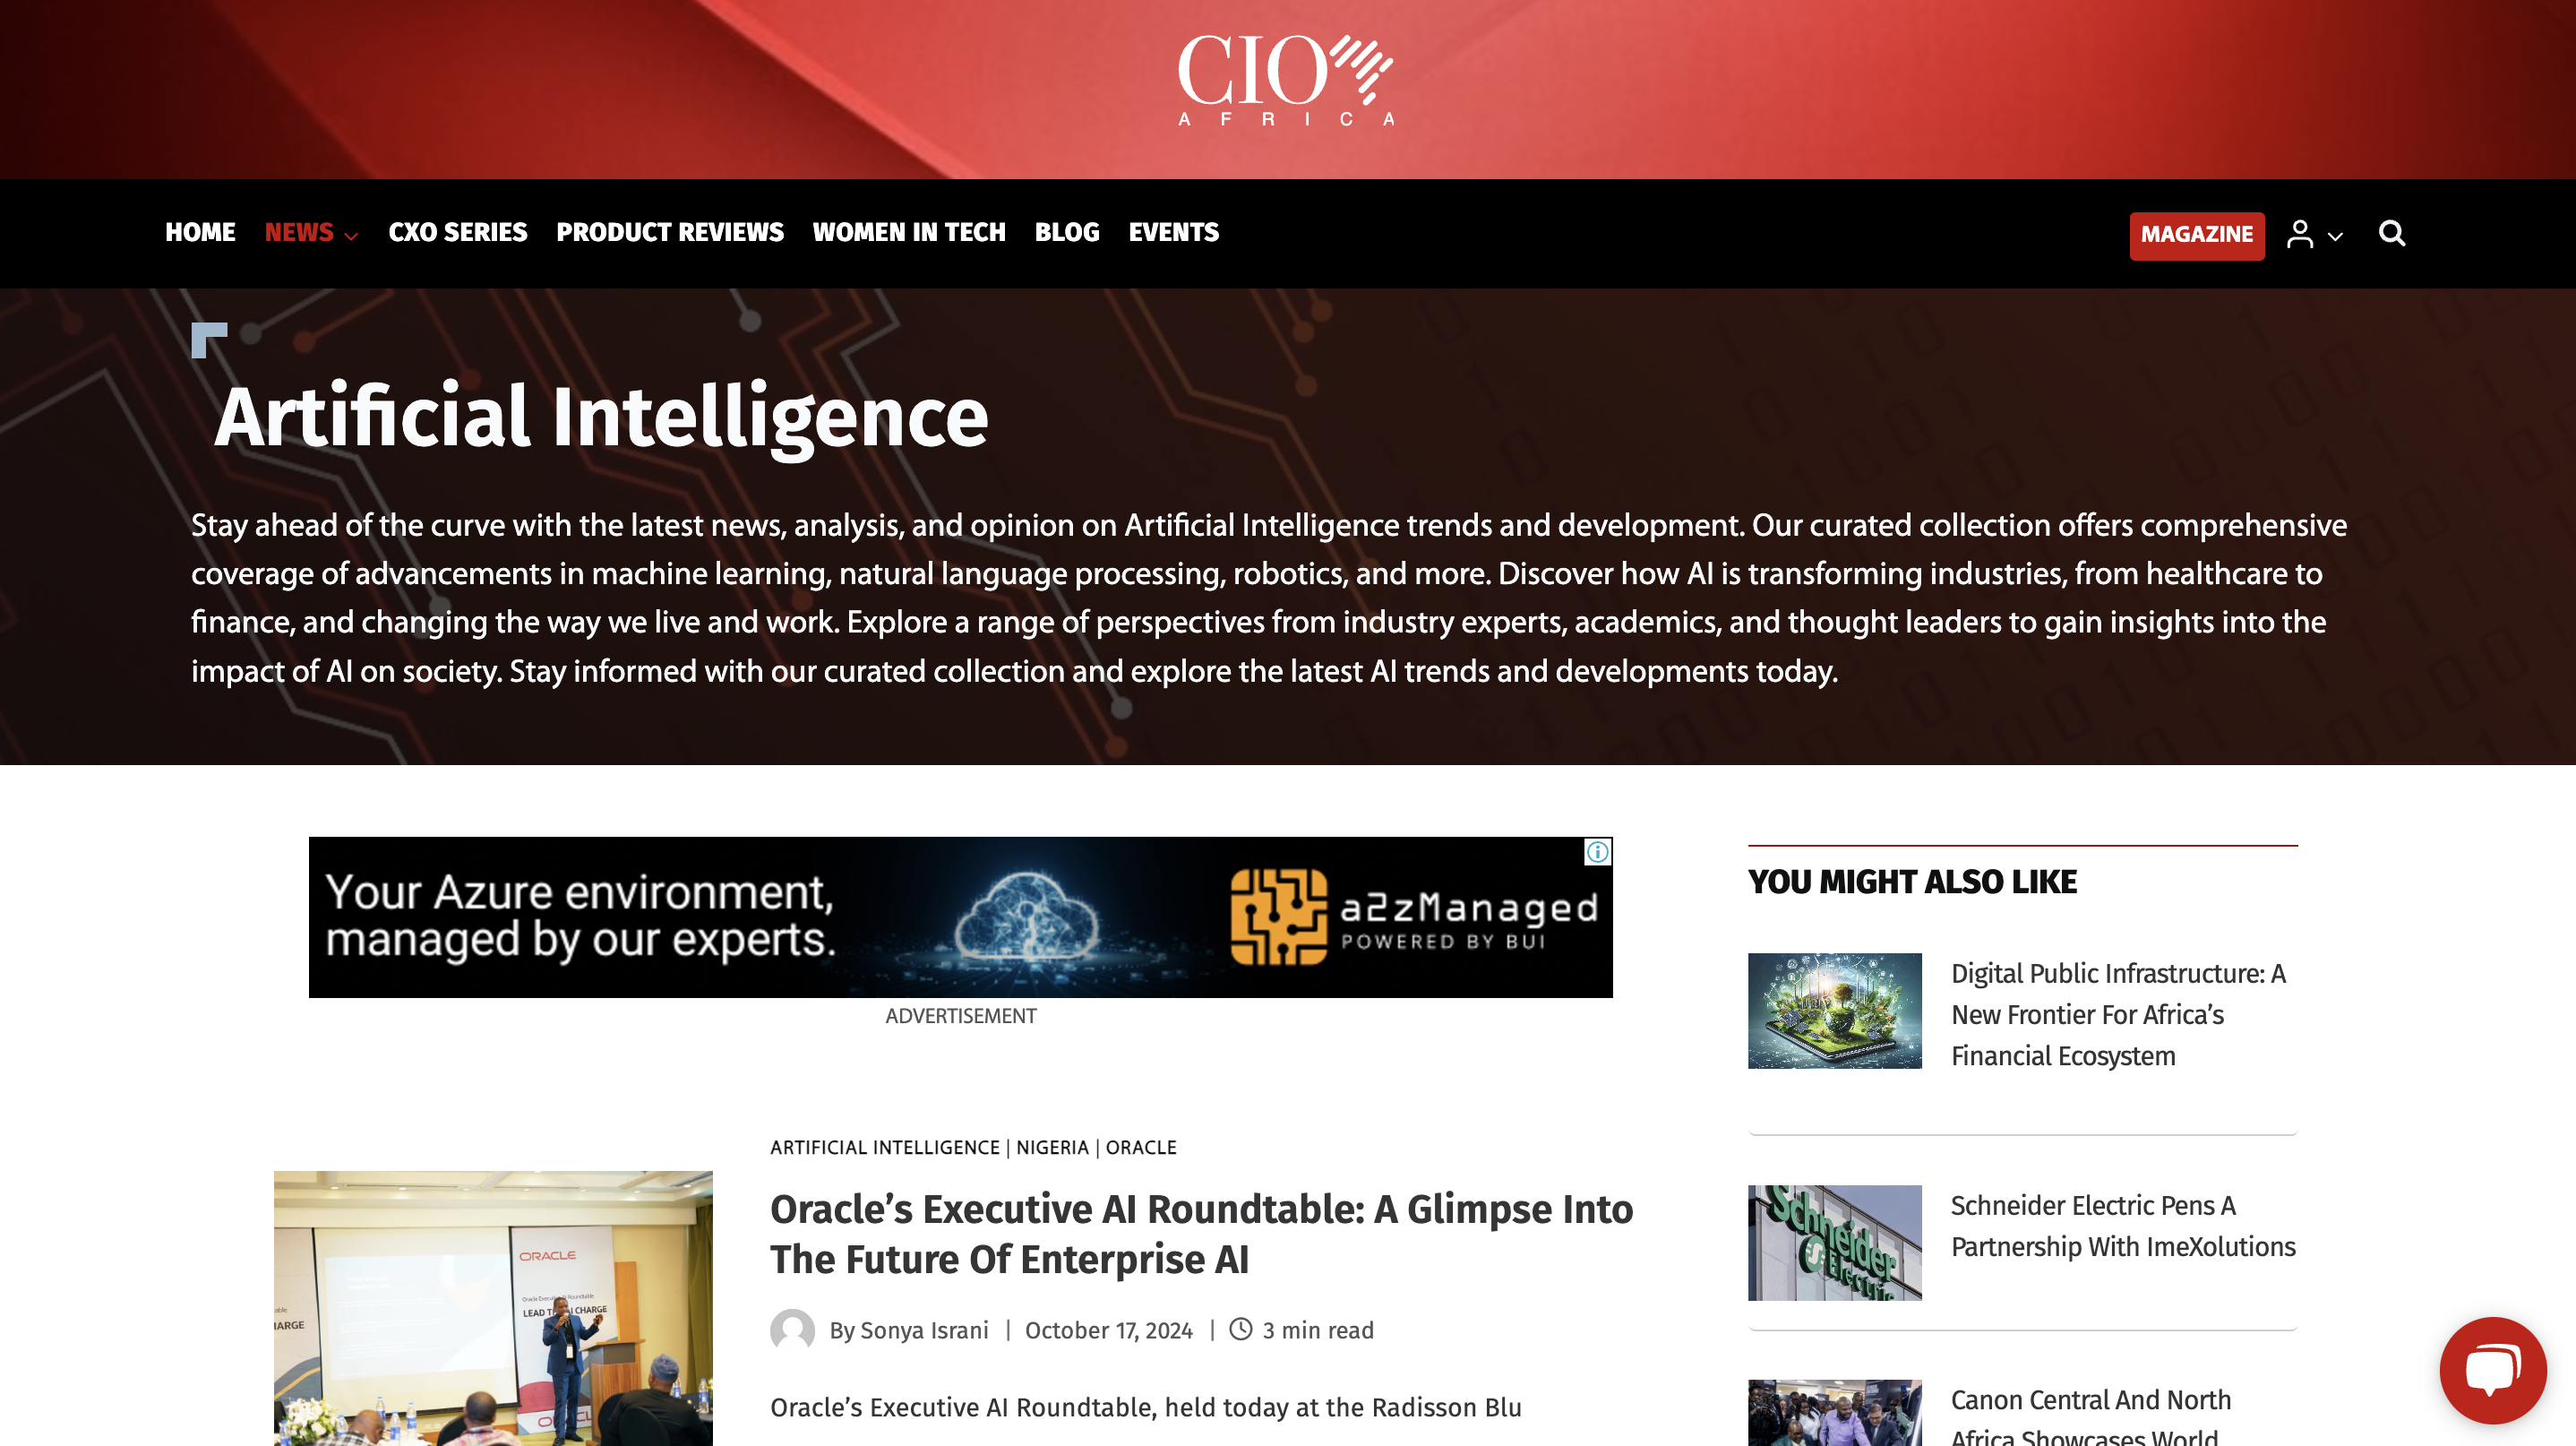 CIO
AFRICA
HOME NEWS CXO SERIES PRODUCT REVIEWS WOMEN IN TECH BLOG EVENTS MAGAZINE
Artificial Intelligence
Stay ahead of the curve with the latest news, analysis, and opinion on Artificial Intelligence trends and development. Our curated collection offers comprehensive
coverage of advancements in machine learning, natural language processing, robotics, and more. Discover how AI is transforming industries, from healthcare to
finance, and changing the way we live and work. Explore a range of perspectives from industry experts, academics, and thought leaders to gain insights into the
impact of AI on society. Stay informed with our curated collection and explore the latest AI trends and developments today.
Your Azure environment,
managed by our experts.
a2zManaged
POWERED BY BUI
ADVERTISEMENT
ARTIFICIAL INTELLIGENCE | NIGERIA | ORACLE
Oracle’s Executive AI Roundtable: A Glimpse Into
The Future Of Enterprise AI
By Sonya Israni | October 17, 2024 | 3 min read
Oracle’s Executive AI Roundtable, held today at the Radisson Blu
ORACLE
YOU MIGHT ALSO LIKE
Digital Public Infrastructure: A
New Frontier For Africa’s
Financial Ecosystem
Schneider
Electric
Schneider Electric Pens A
Partnership With ImeXolutions
Canon Central And North
Africa Showcases World